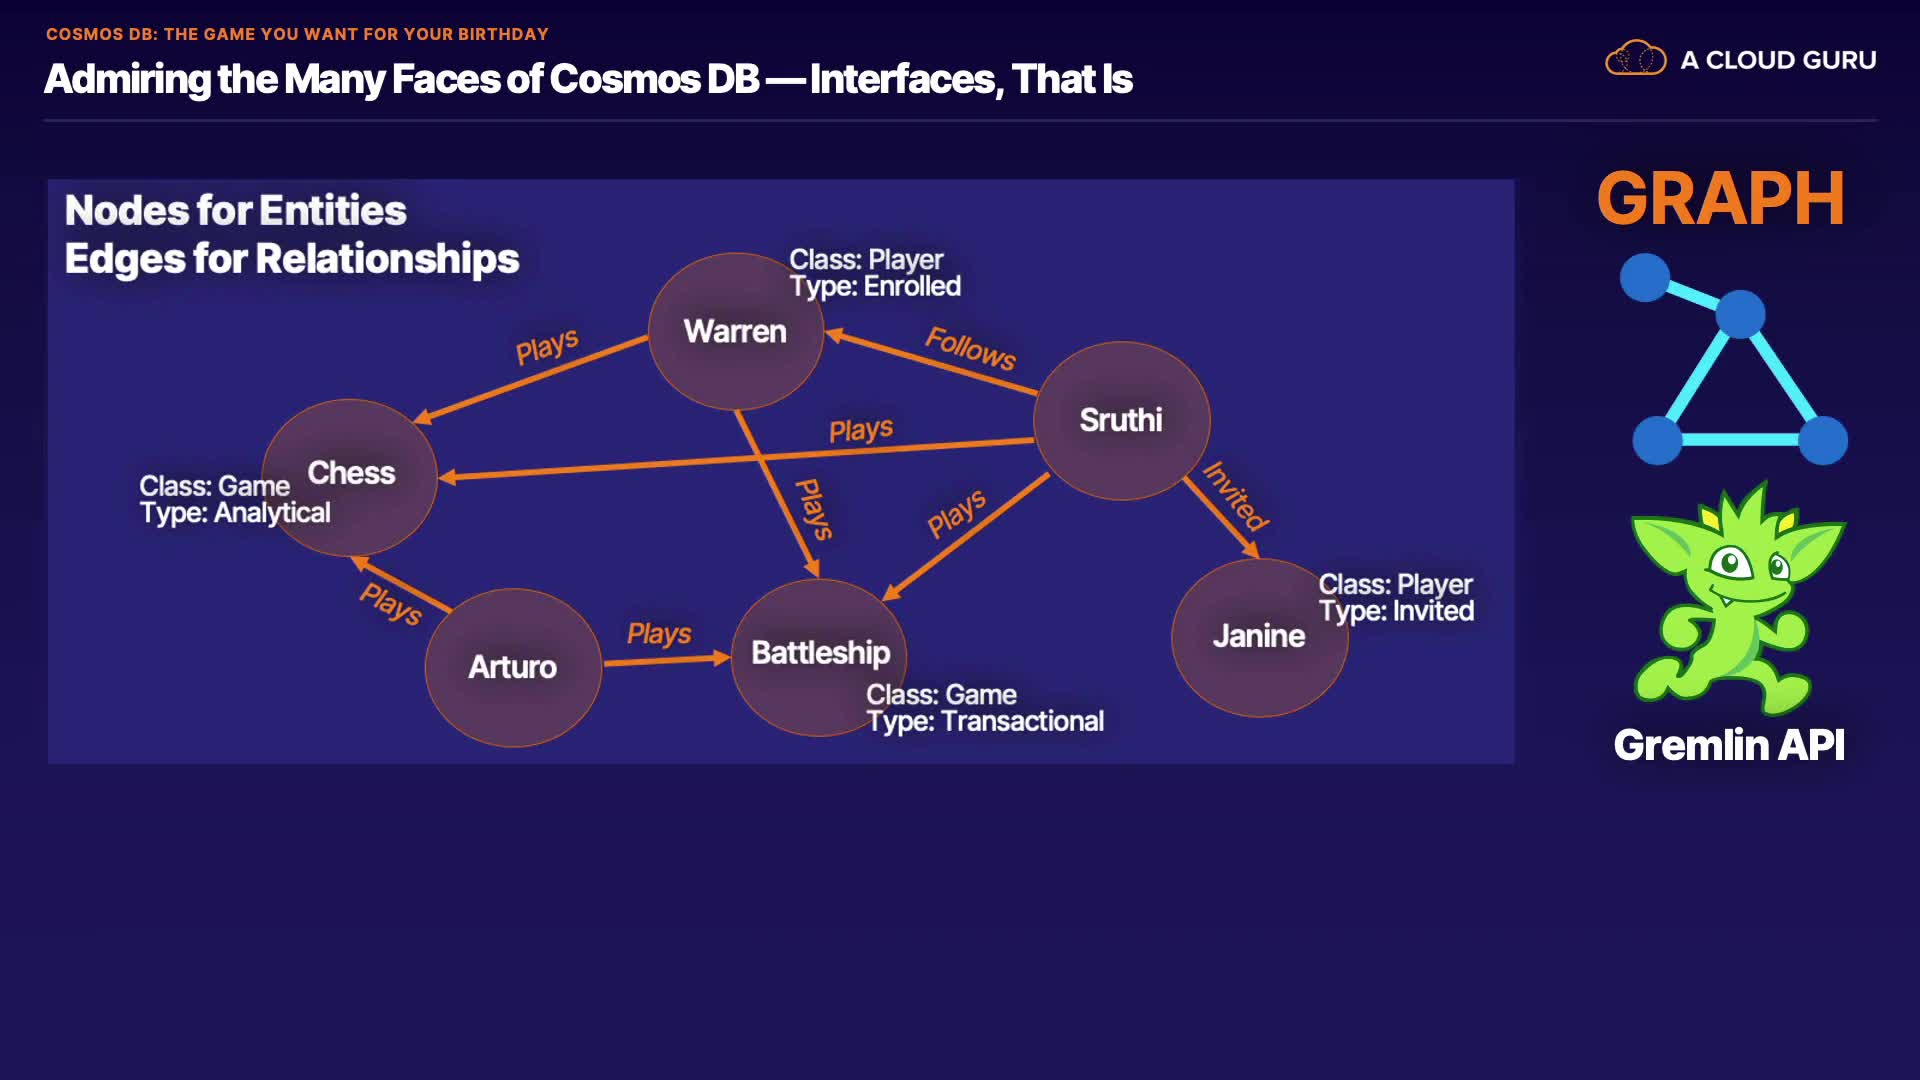 COSMOS DB: THE GAME YOU WANT FOR YOUR BIRTHDAY
Admiring the Many Faces of Cosmos DB — Interfaces, That Is
A CLOUD GURU
Nodes for Entities
Edges for Relationships
GRAPH
Class: Player
Type: Enrolled
Warren
Plays
Follows
Sruthi
Plays
Chess
Class: Game
Type: Analytical
Plays
Plays
Invited
Plays
Arturo
Plays
Battleship
Class: Game
Type: Transactional
Janine
Class: Player
Type: Invited
Gremlin API